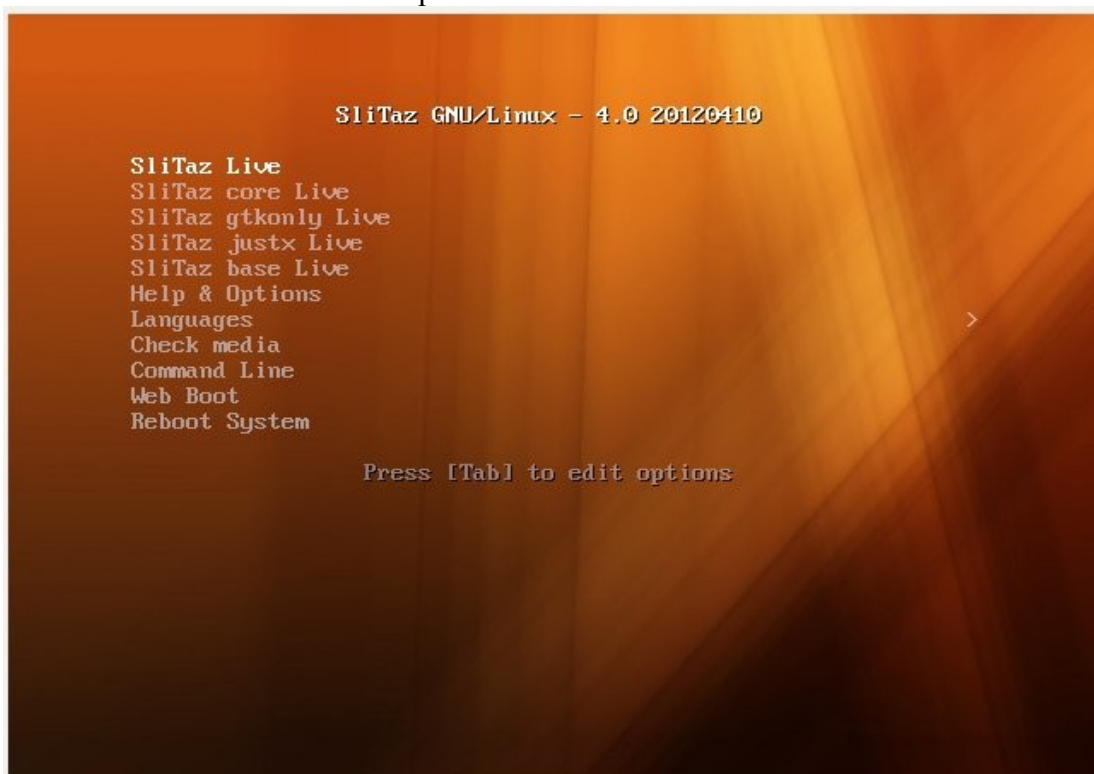 SliTaz GNU/Linux - 4.0 20120410
SliTaz Live
SliTaz core Live
SliTaz gtkonly Live
SliTaz justx Live
SliTaz base Live
Help & Options
Languages >
Check media
Command Line
Web Boot
Reboot System
Press [Tab] to edit options